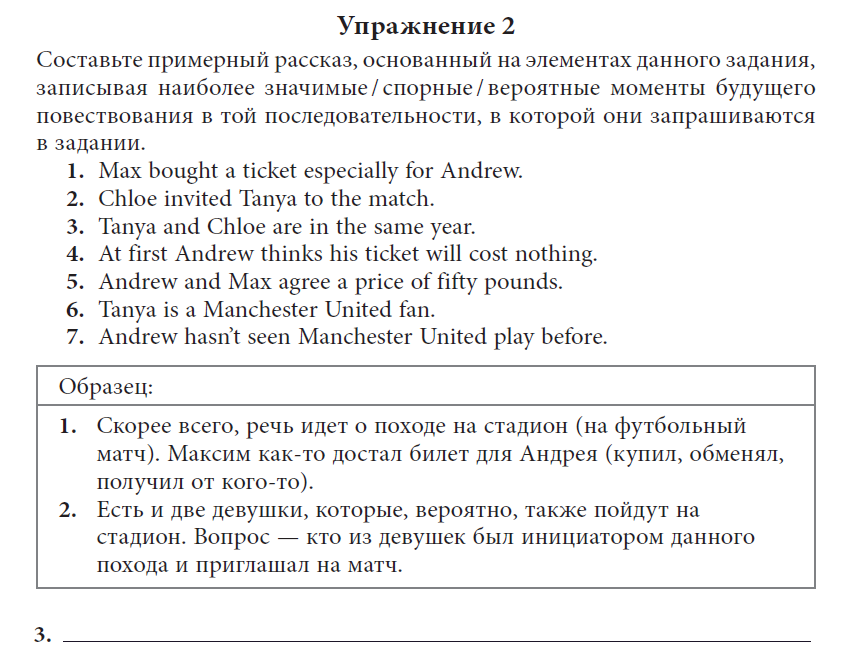 Упражнение 2
Составьте примерный рассказ, основанный на элементах данного задания,
записывая наиболее значимые/спорные/вероятные моменты будущего
повествования в той последовательности, в которой они запрашиваются
в задании.
1. Max bought a ticket especially for Andrew.
2. Chloe invited Tanya to the match.
3. Tanya and Chloe are in the same year.
4. At first Andrew thinks his ticket will cost nothing.
5. Andrew and Max agree a price of fifty pounds.
6. Tanya is a Manchester United fan.
7. Andrew hasn’t seen Manchester United play before.
Образец:
1. Скорее всего, речь идет о походе на стадион (на футбольный
матч). Максим как-то достал билет для Андрея (купил, обменял,
получил от кого-то).
2. Есть и две девушки, которые, вероятно, также пойдут на
стадион. Вопрос — кто из девушек был инициатором данного
похода и приглашал на матч.
3.